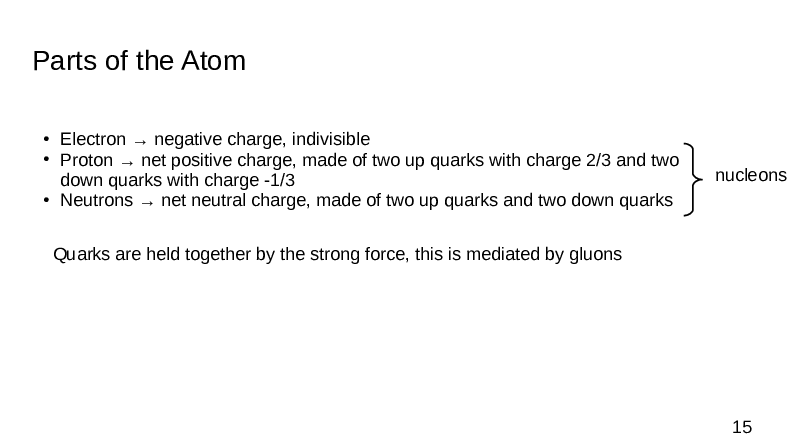 Parts of the Atom
• Electron → negative charge, indivisible
• Proton → net positive charge, made of two up quarks with charge 2/3 and two
down quarks with charge -1/3
• Neutrons → net neutral charge, made of two up quarks and two down quarks
nucleons
Quarks are held together by the strong force, this is mediated by gluons
15